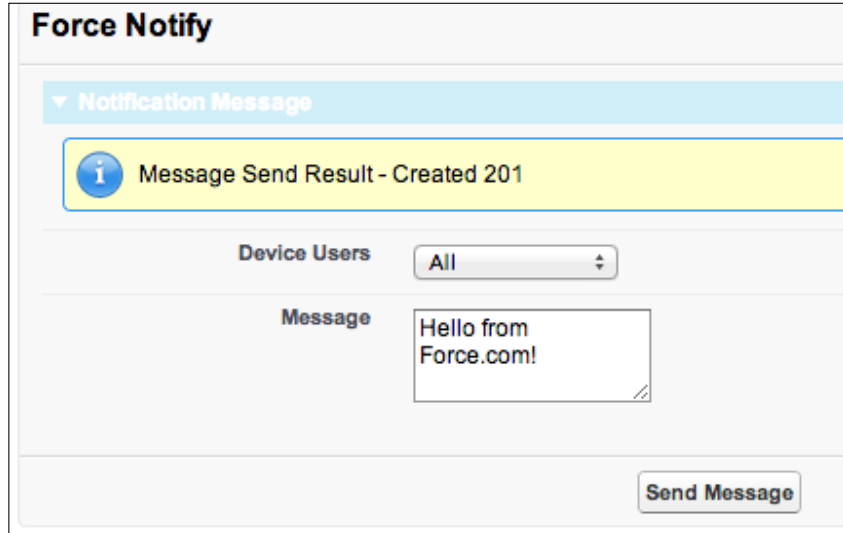 Force Notify
Notification Message
Message Send Result - Created 201
Device Users
All
Message
Hello from
Force.com!
Send Message